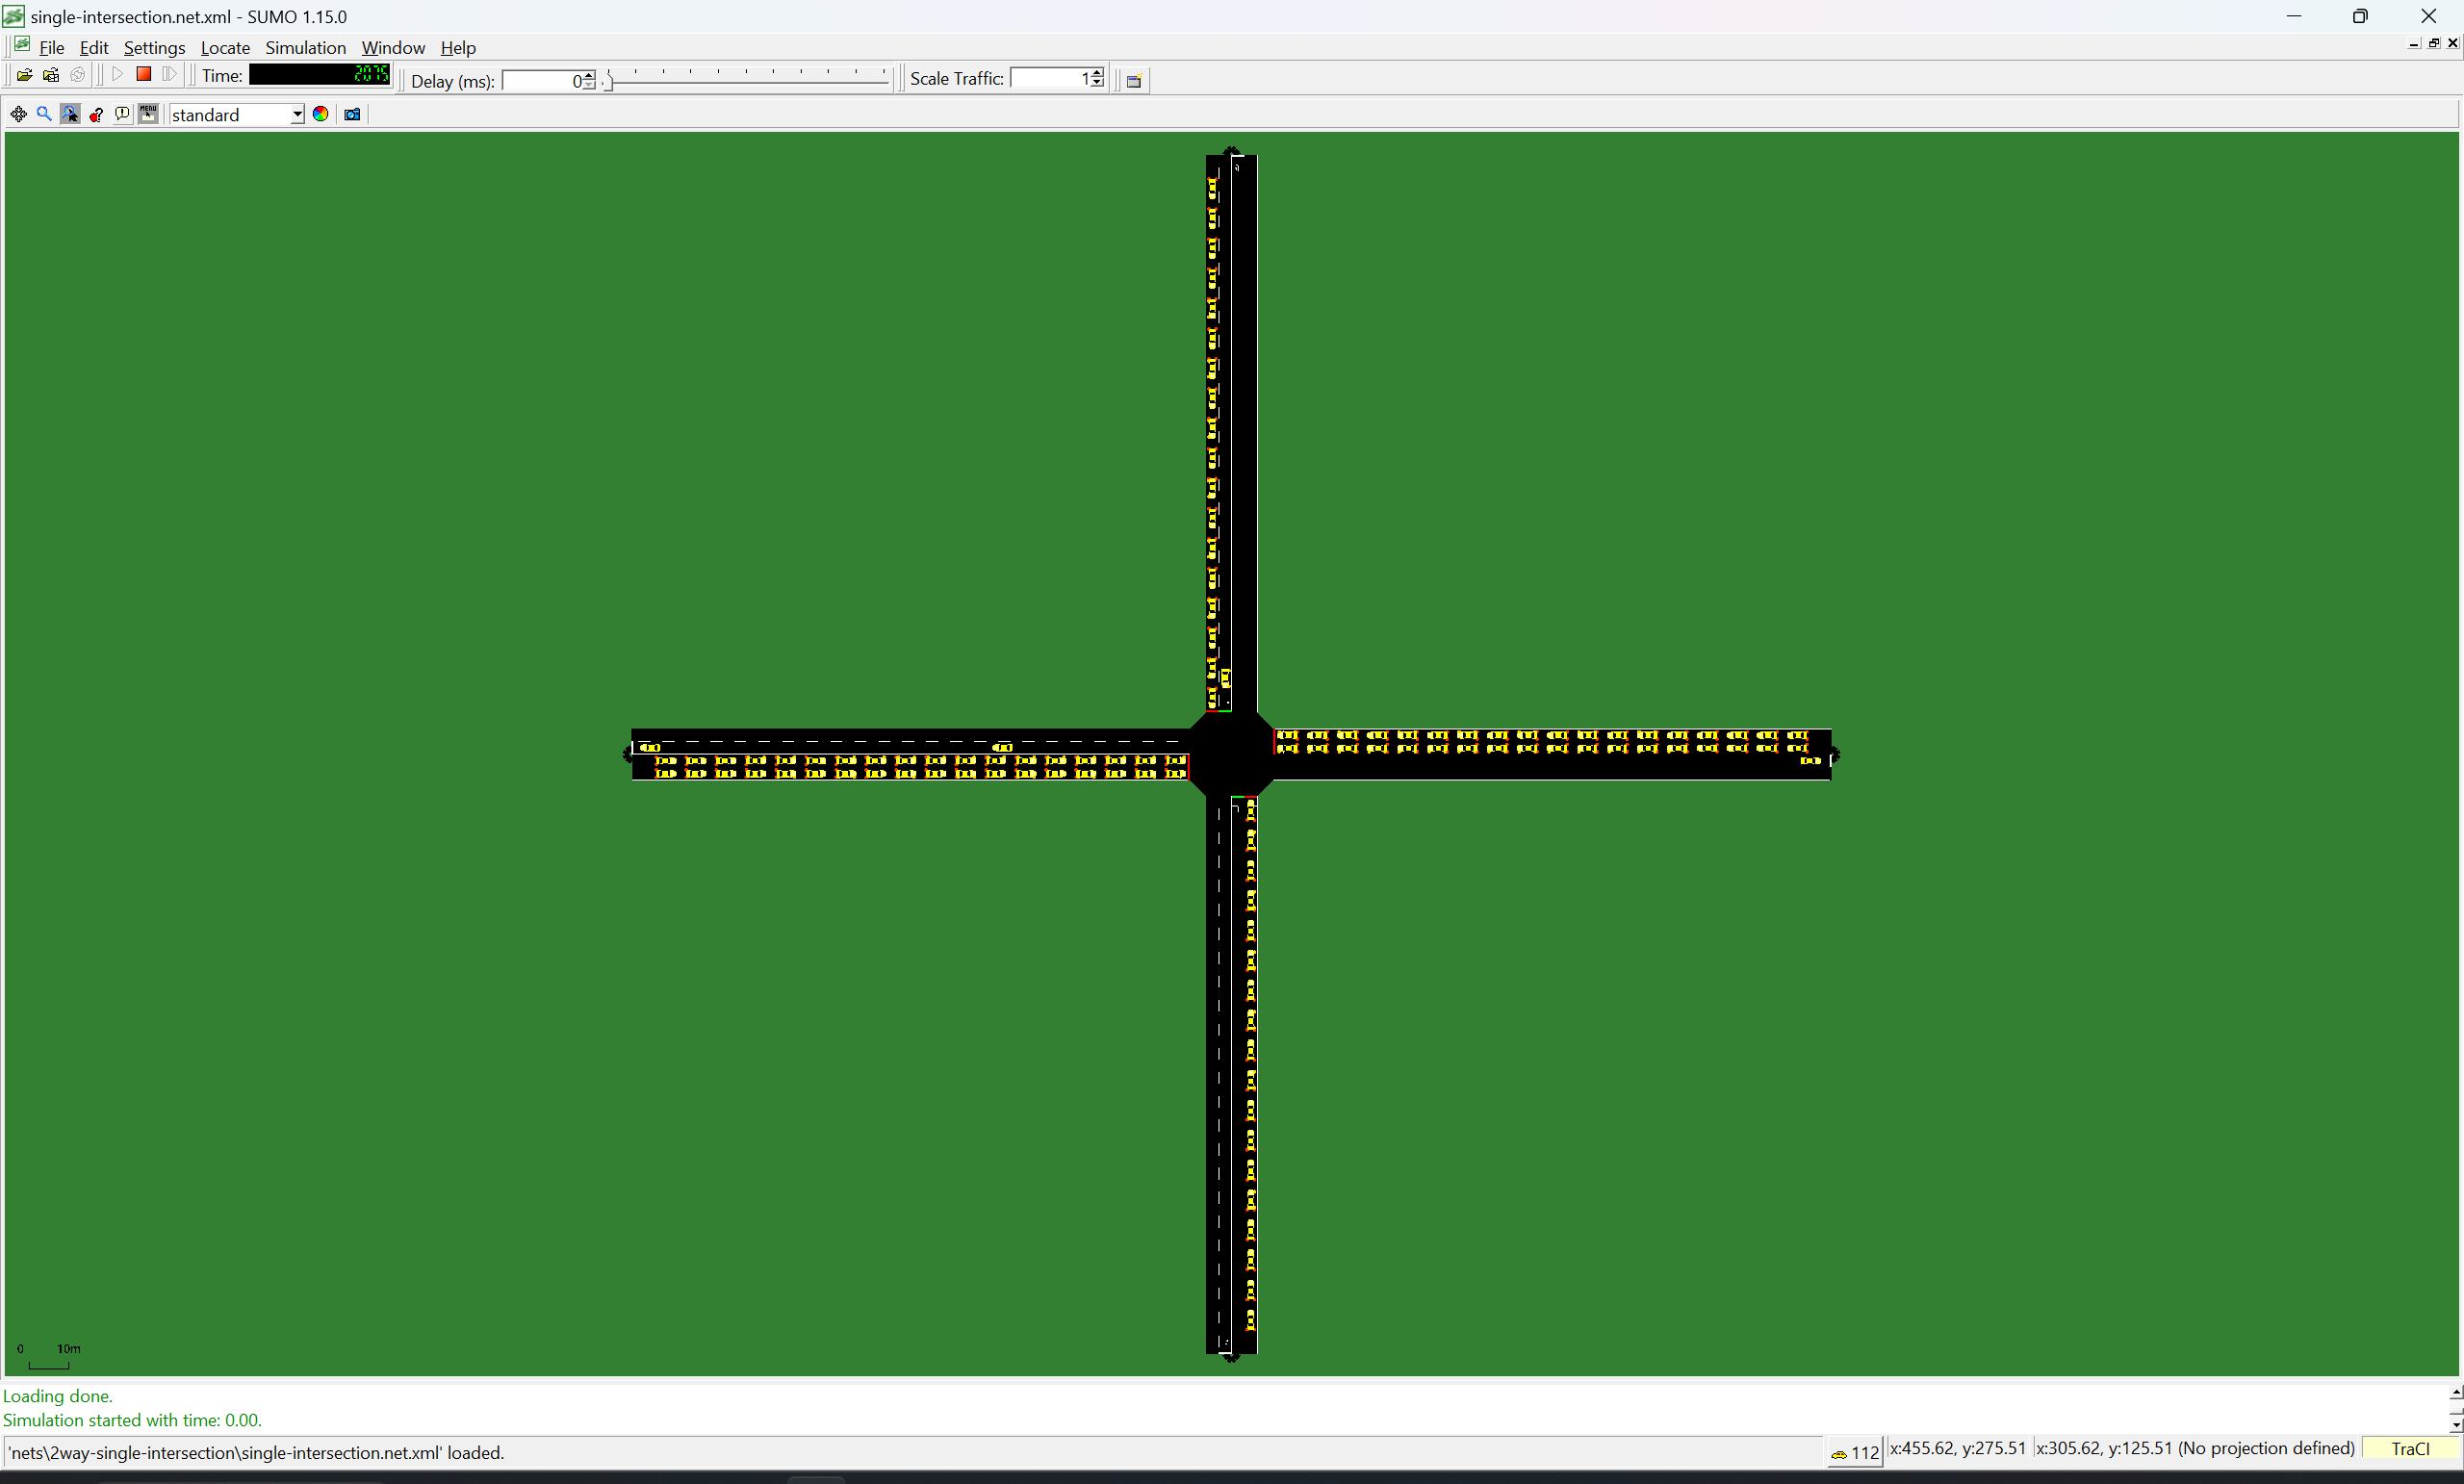 single-intersection.net.xml - SUMO 1.15.0
File Edit Settings Locate Simulation Window Help
Time: 2075 Delay (ms): 0 Scale Traffic: 1
standard
0 10m
Loading done.
Simulation started with time: 0.00.
'nets\2way-single-intersection\single-intersection.net.xml' loaded.
112 x:455.62, y:275.51 x:305.62, y:125.51 (No projection defined) TraCI